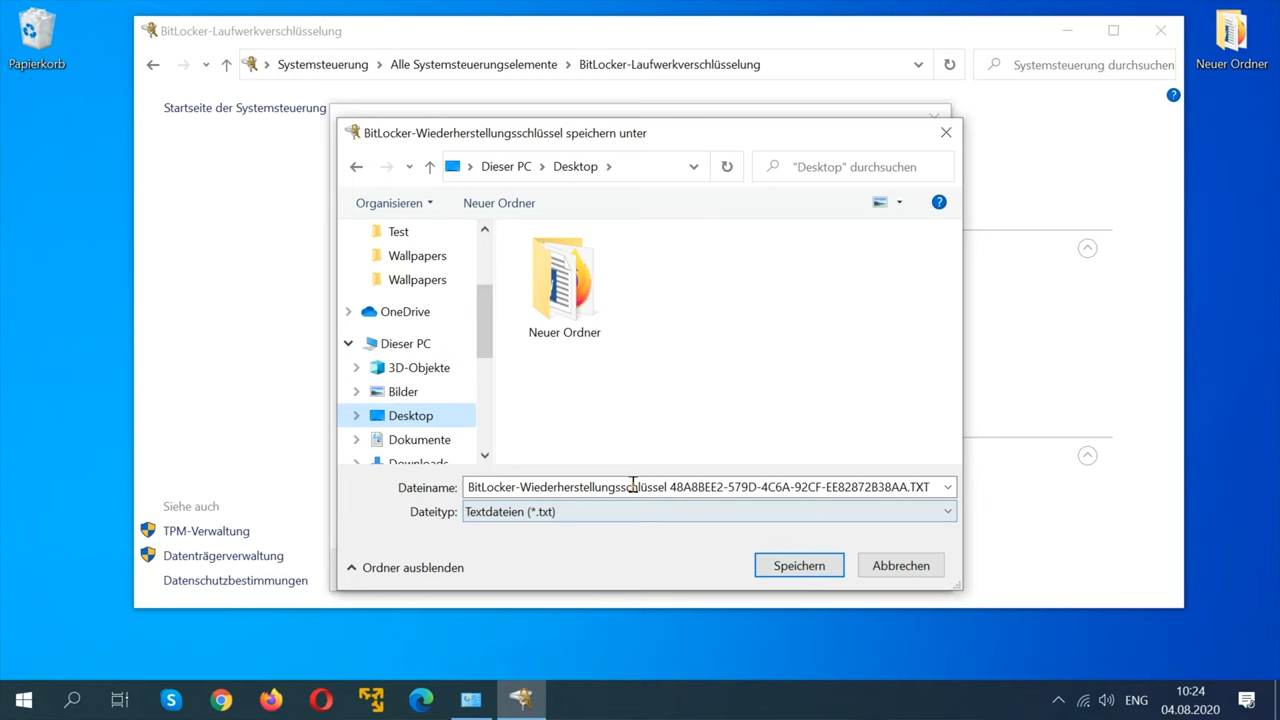 Papierkorb
Neuer Ordner
BitLocker-Laufwerkverschlüsselung
Systemsteuerung
Alle Systemsteuerungselemente
BitLocker-Laufwerkverschlüsselung
Systemsteuerung durchsuchen
Startseite der Systemsteuerung
BitLocker-Wiederherstellungsschlüssel speichern unter
Dieser PC
Desktop
"Desktop" durchsuchen
Organisieren
Neuer Ordner
Test
Wallpapers
Wallpapers
OneDrive
Dieser PC
3D-Objekte
Bilder
Desktop
Dokumente
Downloads
Neuer Ordner
Dateiname: BitLocker-Wiederherstellungsschlüssel 48A8BEE2-579D-4C6A-92CF-EE82872B38AA.TXT
Dateityp: Textdateien (*.txt)
Ordner ausblenden
Speichern
Abbrechen
Siehe auch
TPM-Verwaltung
Datenträgerverwaltung
Datenschutzbestimmungen
ENG
10:24
04.08.2020